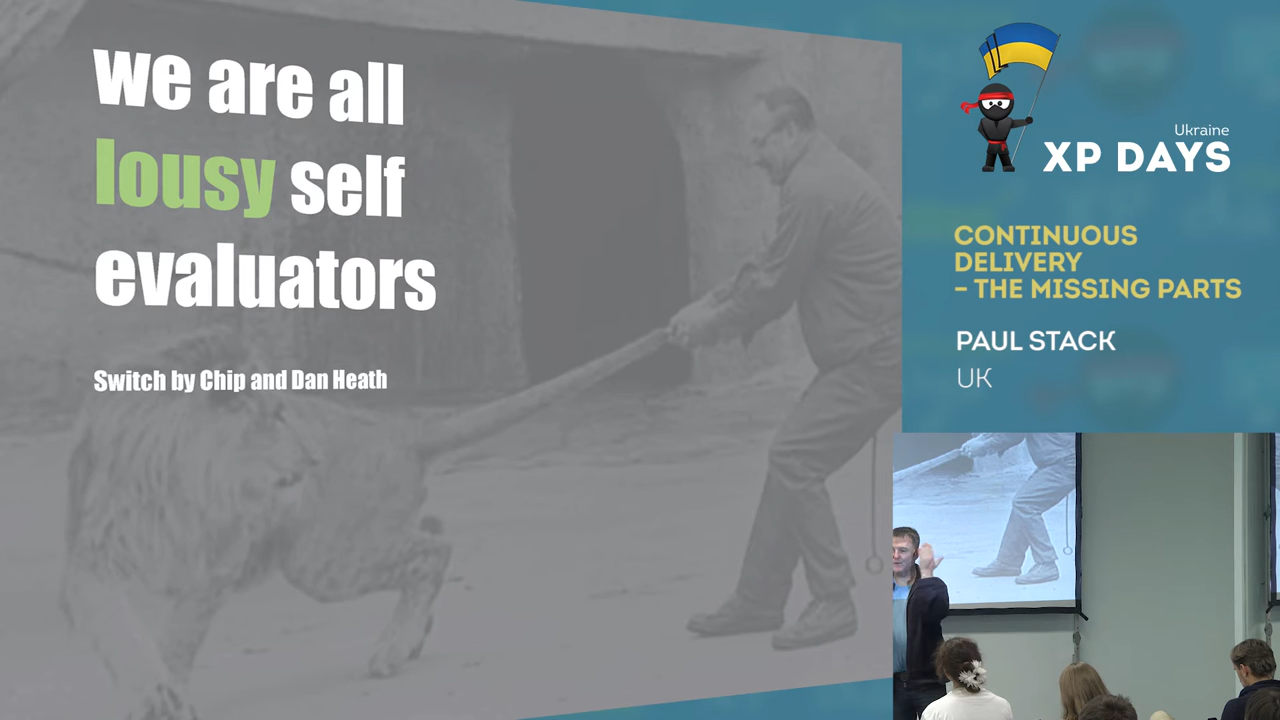 we are all
lousy self
evaluators
Switch by Chip and Dan Heath
Ukraine
XP DAYS
CONTINUOUS
DELIVERY
– THE MISSING PARTS
PAUL STACK
UK